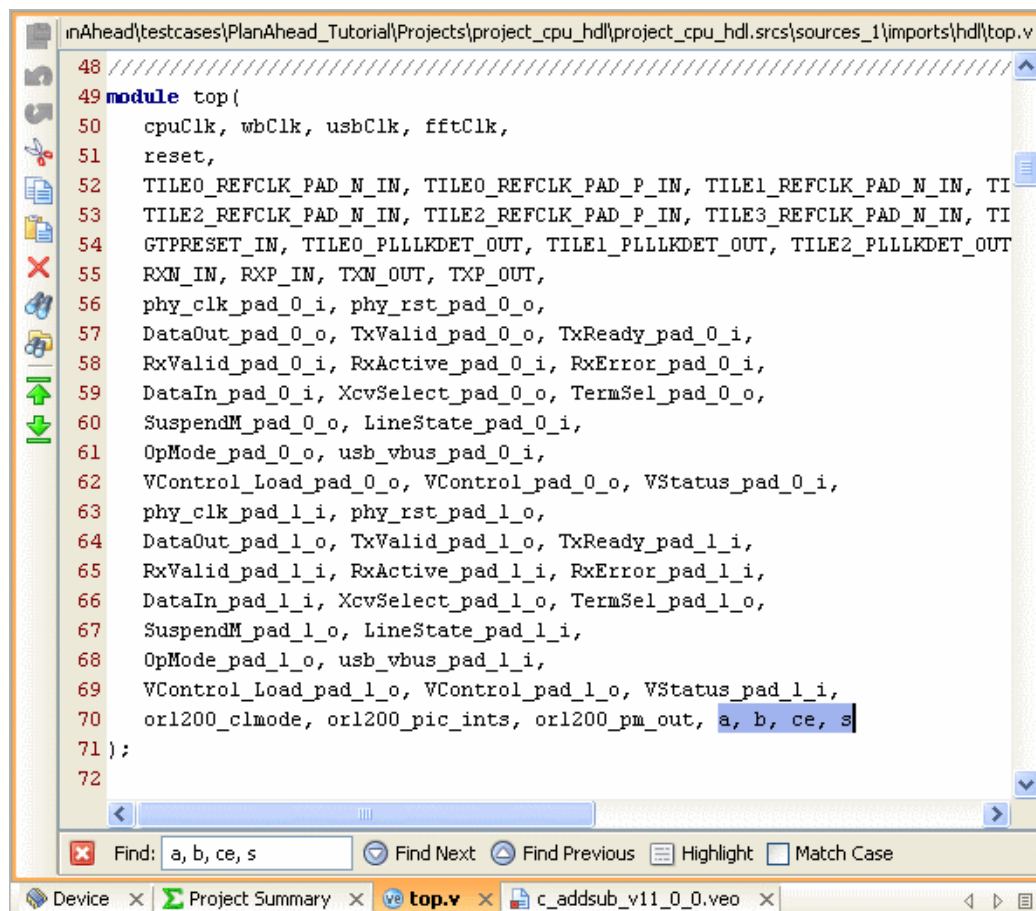 inAhead\testcases\PlanAhead_Tutorial\Projects\project_cpu_hdl\project_cpu_hdl.srcs\sources_1\imports\hdl\top.v
48 ////////////////////////////////////////////////////////////////////////////
49 module top(
50 cpuClk, wbClk, usbClk, fftClk,
51 reset,
52 TILE0_REFCLK_PAD_N_IN, TILE0_REFCLK_PAD_P_IN, TILE1_REFCLK_PAD_N_IN, TI
53 TILE2_REFCLK_PAD_N_IN, TILE2_REFCLK_PAD_P_IN, TILE3_REFCLK_PAD_N_IN, TI
54 GTPRESET_IN, TILE0_PLLLKDET_OUT, TILE1_PLLLKDET_OUT, TILE2_PLLLKDET_OUT
55 RXN_IN, RXP_IN, TXN_OUT, TXP_OUT,
56 phy_clk_pad_0_i, phy_rst_pad_0_o,
57 DataOut_pad_0_o, TxValid_pad_0_o, TxReady_pad_0_i,
58 RxValid_pad_0_i, RxActive_pad_0_i, RxError_pad_0_i,
59 DataIn_pad_0_i, XcvSelect_pad_0_o, TermSel_pad_0_o,
60 SuspendM_pad_0_o, LineState_pad_0_i,
61 OpMode_pad_0_o, usb_vbus_pad_0_i,
62 VControl_Load_pad_0_o, VControl_pad_0_o, VStatus_pad_0_i,
63 phy_clk_pad_1_i, phy_rst_pad_1_o,
64 DataOut_pad_1_o, TxValid_pad_1_o, TxReady_pad_1_i,
65 RxValid_pad_1_i, RxActive_pad_1_i, RxError_pad_1_i,
66 DataIn_pad_1_i, XcvSelect_pad_1_o, TermSel_pad_1_o,
67 SuspendM_pad_1_o, LineState_pad_1_i,
68 OpMode_pad_1_o, usb_vbus_pad_1_i,
69 VControl_Load_pad_1_o, VControl_pad_1_o, VStatus_pad_1_i,
70 or1200_clmode, or1200_pic_ints, or1200_pm_out, a, b, ce, s
71 );
72
Find: a, b, ce, s Find Next Find Previous Highlight Match Case
Device Project Summary top.v c_addsub_v11_0_0.veo